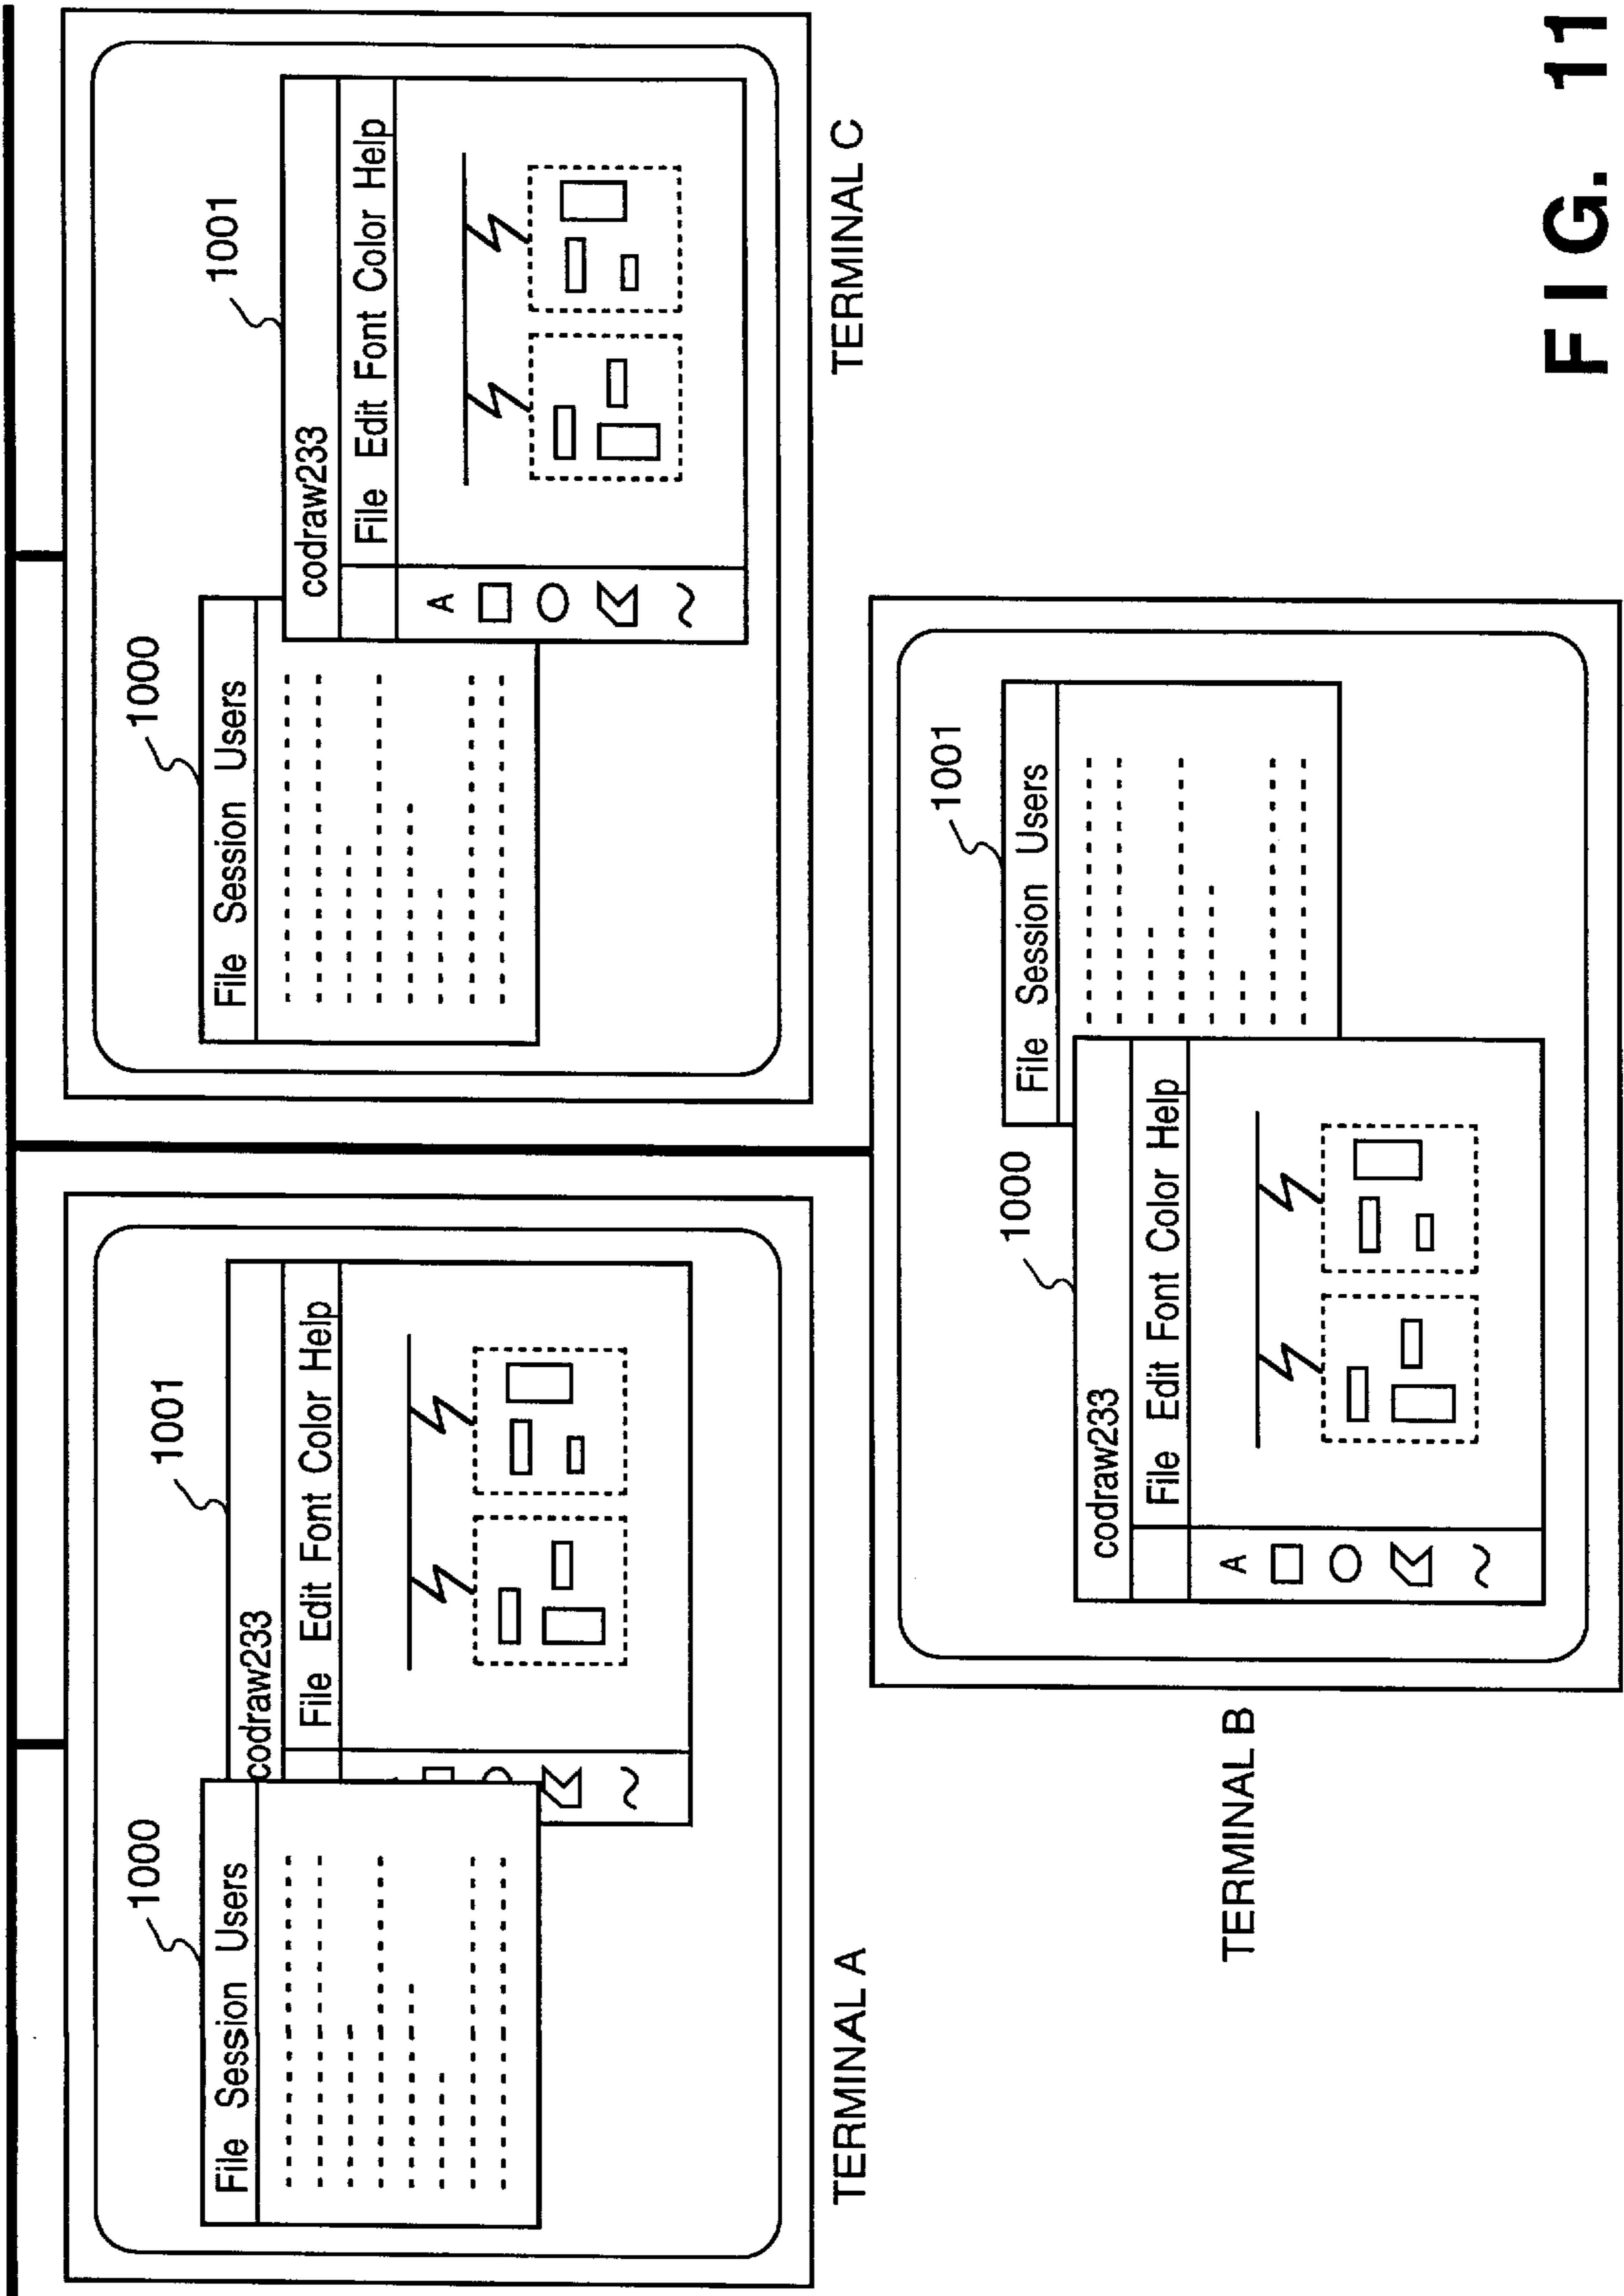 1000
1001
File Session Users
codraw233
File Edit Font Color Help
TERMINAL A
1000
1001
File Session Users
codraw233
File Edit Font Color Help
A
TERMINAL C
1000
1001
codraw233
File Session Users
File Edit Font Color Help
A
TERMINAL B
FIG. 11